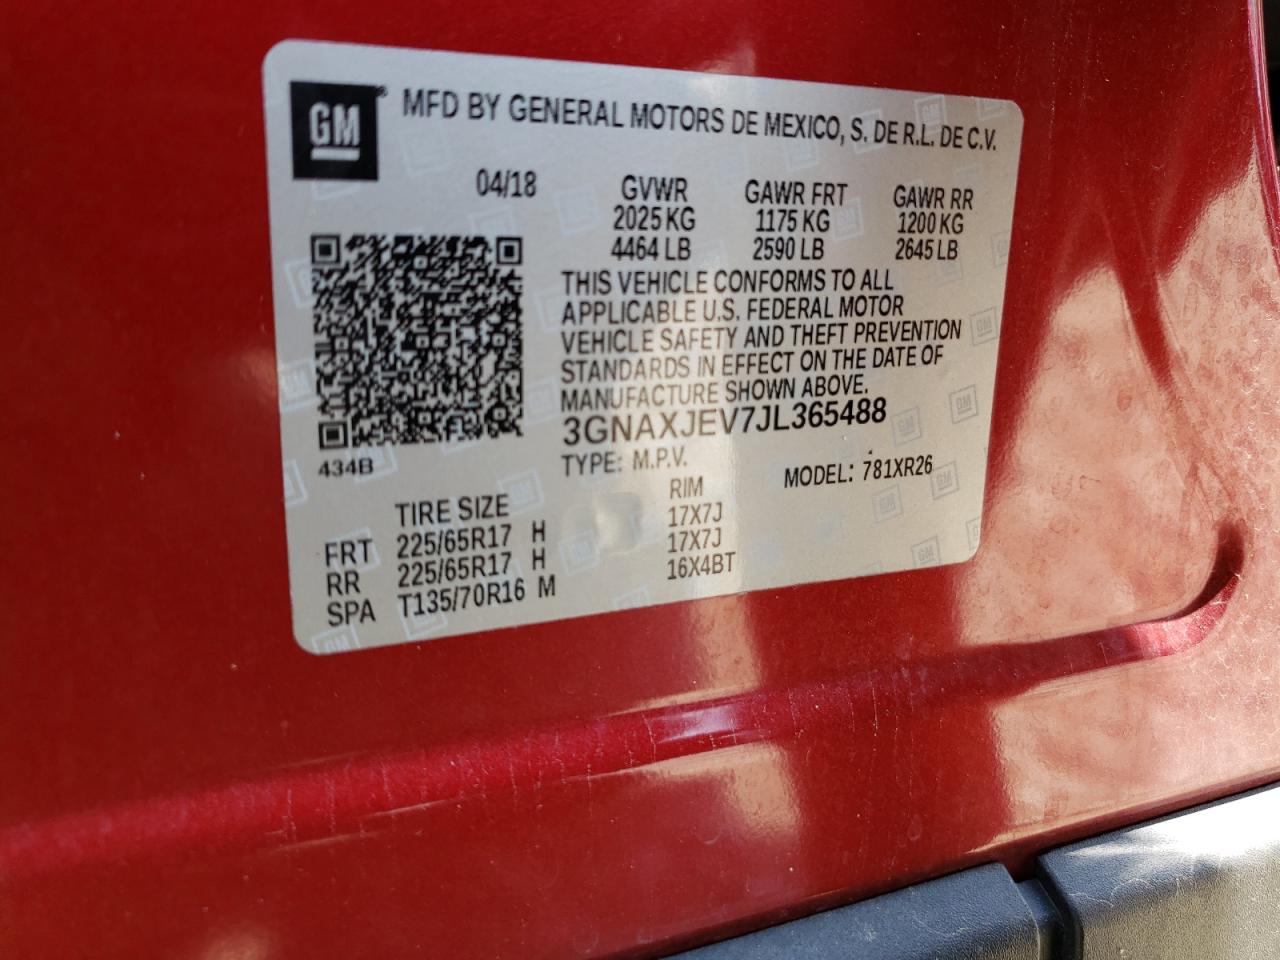 GM® MFD BY GENERAL MOTORS DE MEXICO, S. DE R.L. DE C.V.
04/18 GVWR GAWR FRT GAWR RR
2025 KG 1175 KG 1200 KG
4464 LB 2590 LB 2645 LB
THIS VEHICLE CONFORMS TO ALL
APPLICABLE U.S. FEDERAL MOTOR
VEHICLE SAFETY AND THEFT PREVENTION
STANDARDS IN EFFECT ON THE DATE OF
MANUFACTURE SHOWN ABOVE.
3GNAXJEV7JL365488
434B TYPE: M.P.V. MODEL: 781XR26
TIRE SIZE RIM
FRT 225/65R17 H 17X7J
RR 225/65R17 H 17X7J
SPA T135/70R16 M 16X4BT